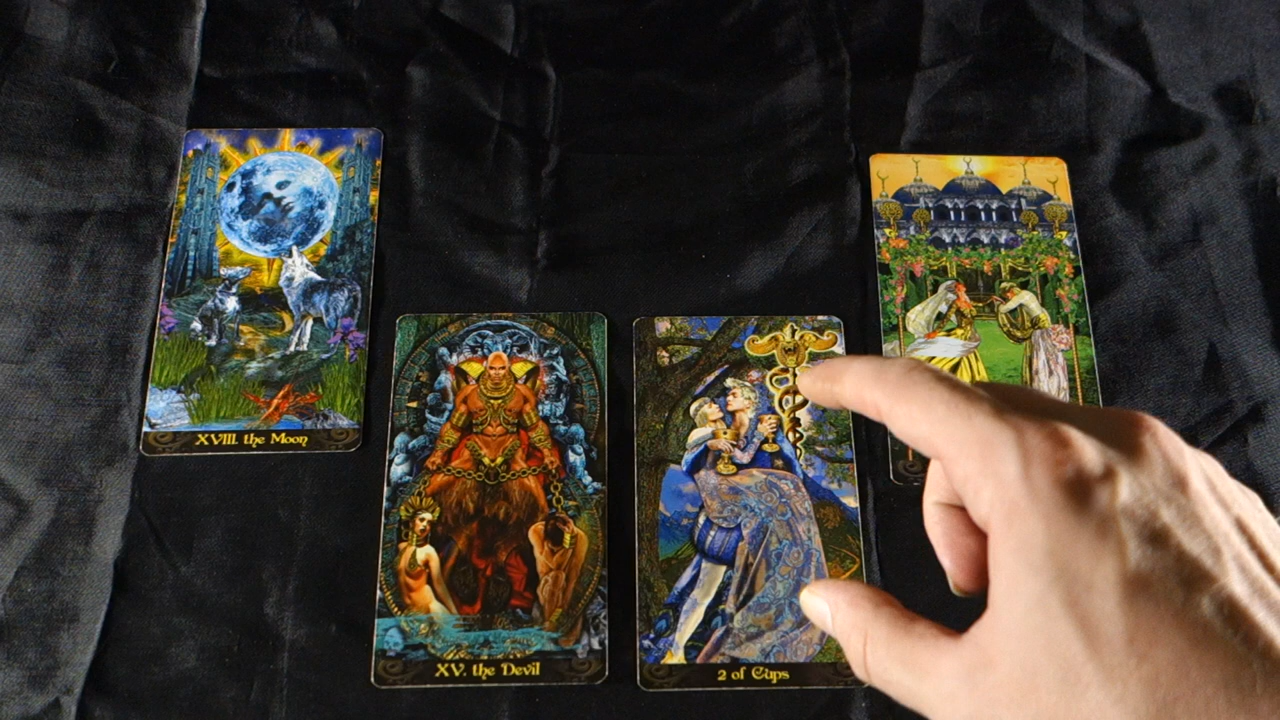 XVIII. the Moon
XV. the Devil
2 of Cups